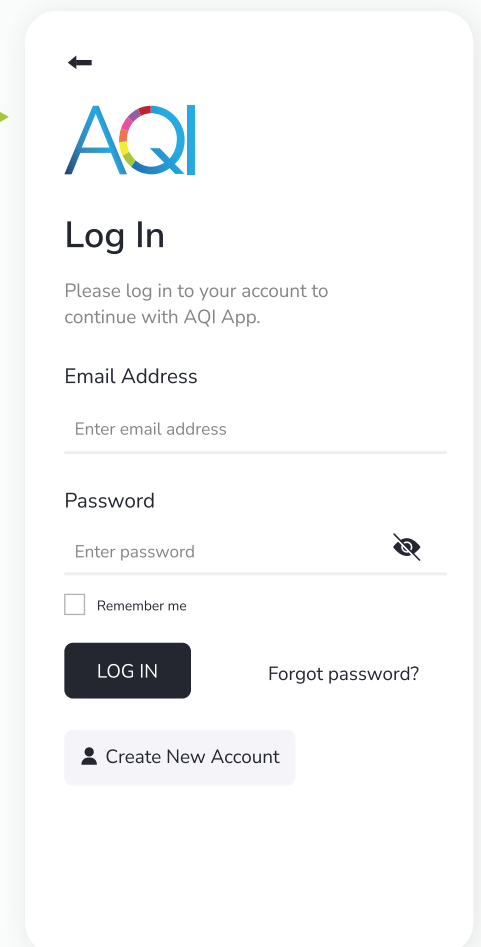 AQI
Log In
Please log in to your account to
continue with AQI App.
Email Address
Enter email address
Password
Enter password
Remember me
LOG IN
Forgot password?
Create New Account